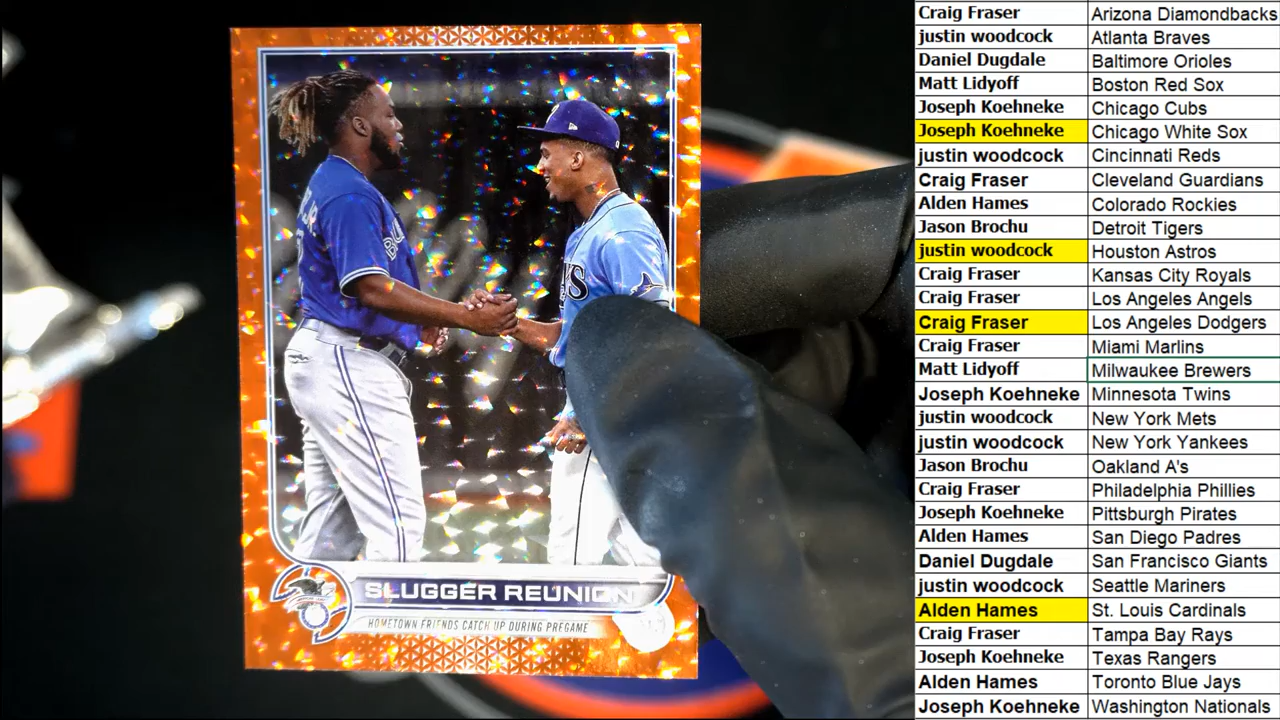 SLUGGER REUNION
HOMETOWN FRIENDS CATCH UP DURING PREGAME
Craig Fraser Arizona Diamondbacks
justin woodcock Atlanta Braves
Daniel Dugdale Baltimore Orioles
Matt Lidyoff Boston Red Sox
Joseph Koehneke Chicago Cubs
Joseph Koehneke Chicago White Sox
justin woodcock Cincinnati Reds
Craig Fraser Cleveland Guardians
Alden Hames Colorado Rockies
Jason Brochu Detroit Tigers
justin woodcock Houston Astros
Craig Fraser Kansas City Royals
Craig Fraser Los Angeles Angels
Craig Fraser Los Angeles Dodgers
Craig Fraser Miami Marlins
Matt Lidyoff Milwaukee Brewers
Joseph Koehneke Minnesota Twins
justin woodcock New York Mets
justin woodcock New York Yankees
Jason Brochu Oakland A's
Craig Fraser Philadelphia Phillies
Joseph Koehneke Pittsburgh Pirates
Alden Hames San Diego Padres
Daniel Dugdale San Francisco Giants
justin woodcock Seattle Mariners
Alden Hames St. Louis Cardinals
Craig Fraser Tampa Bay Rays
Joseph Koehneke Texas Rangers
Alden Hames Toronto Blue Jays
Joseph Koehneke Washington Nationals